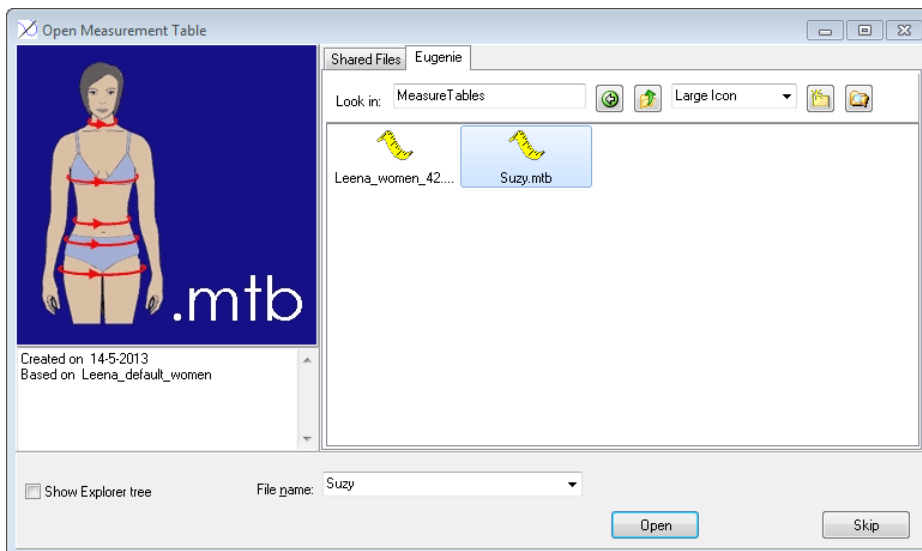 Open Measurement Table
Shared Files
Eugenie
Look in:
MeasureTables
Large Icon
Leena_women_42....
Suzy.mtb
.mtb
Created on 14-5-2013
Based on Leena_default_women
Show Explorer tree
File name:
Suzy
Open
Skip